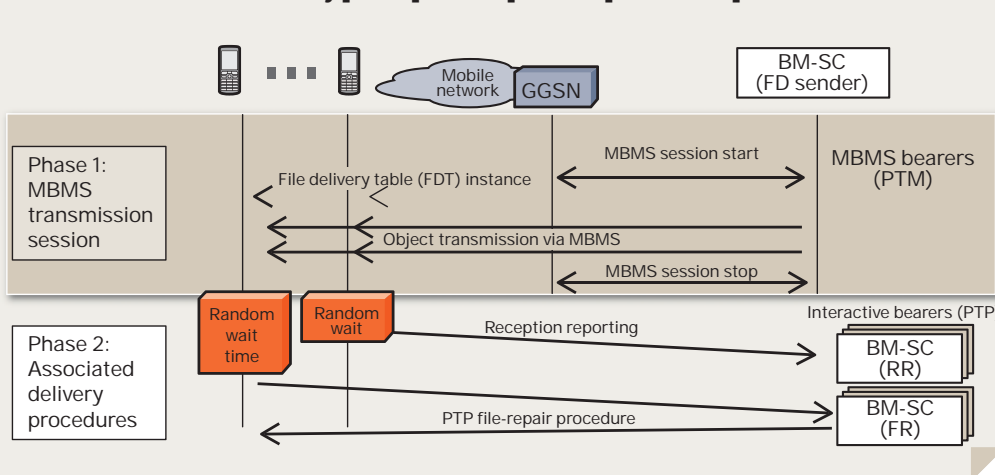 Mobile
network
GGSN
BM-SC
(FD sender)
Phase 1:
MBMS
transmission
session
MBMS session start
MBMS bearers
(PTM)
File delivery table (FDT) instance
Object transmission via MBMS
MBMS session stop
Random
wait
time
Random
wait
Interactive bearers (PTP
Phase 2:
Associated
delivery
procedures
Reception reporting
BM-SC
(RR)
PTP file-repair procedure
BM-SC
(FR)